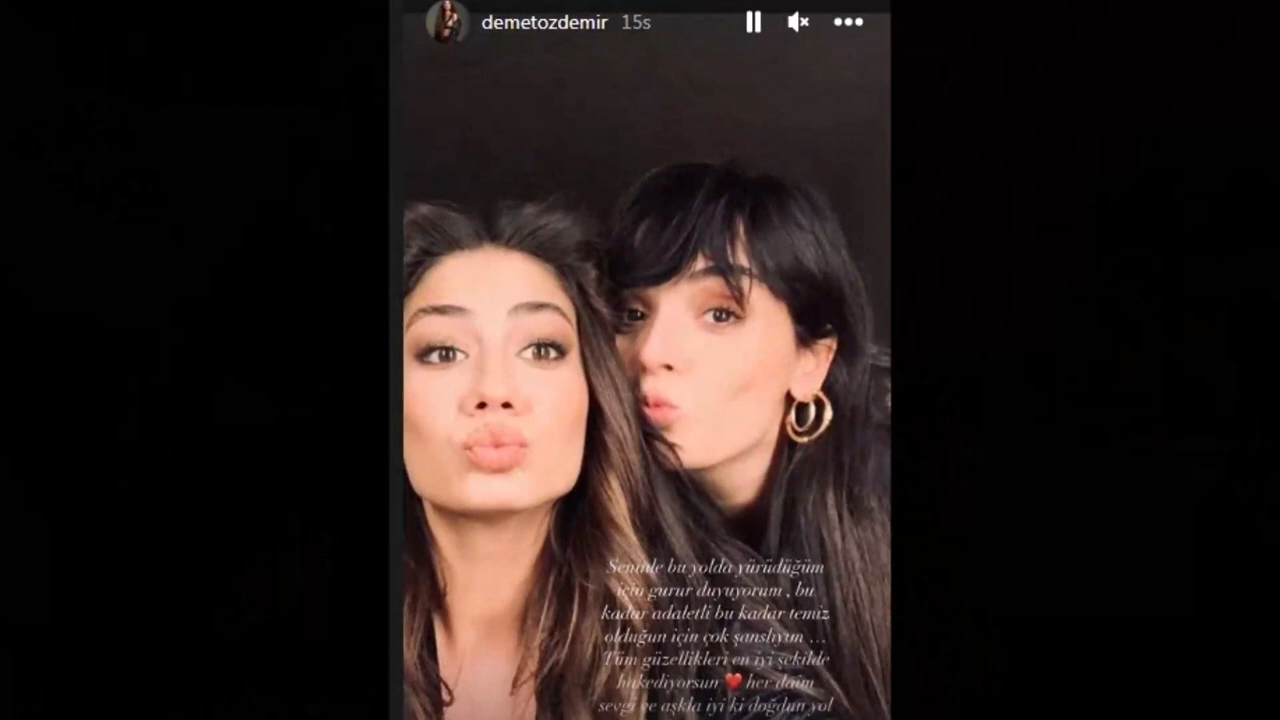 demetozdemir 15s
Seninle bu yolda yürüdüğüm
için gurur duyuyorum , bu
kadar adaletli bu kadar temiz
olduğun için çok şanslıyım ...
Tüm güzellikleri en iyi şekilde
hakediyorsun ❤️ her daim
sevgi ve aşkla iyi ki doğdun yol